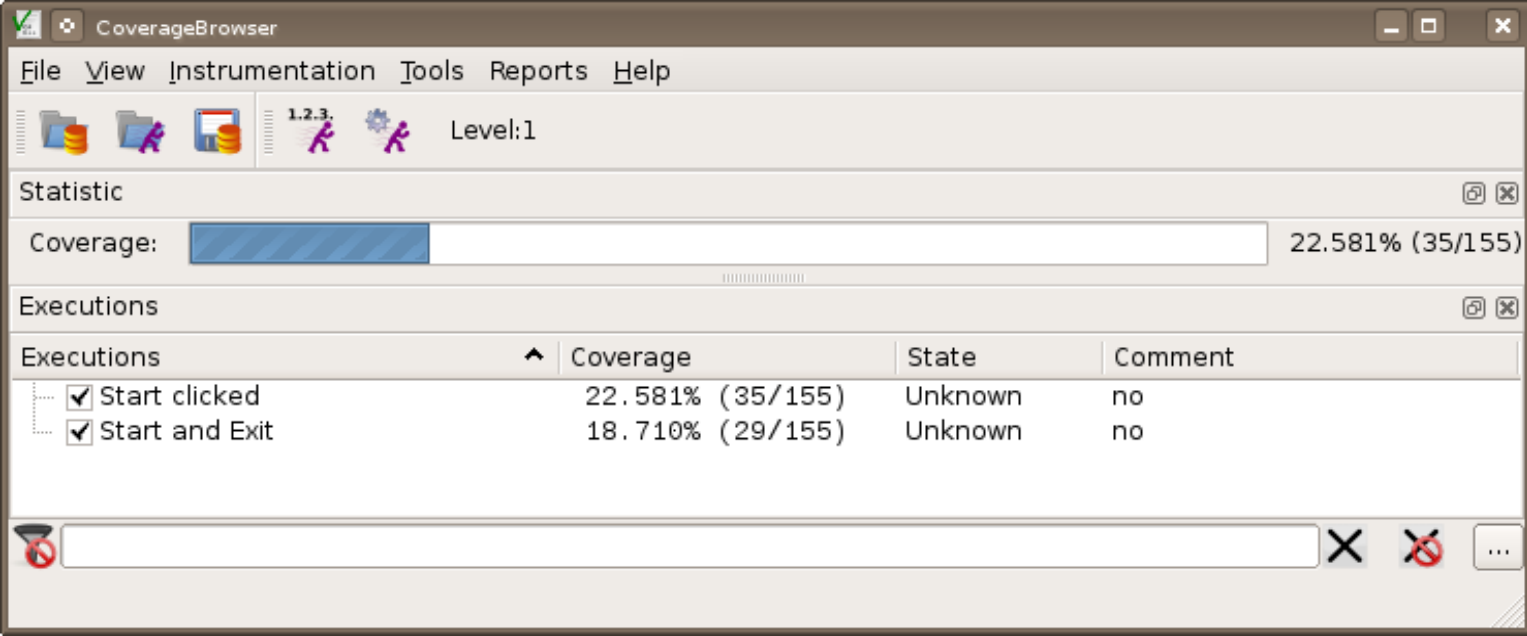 CoverageBrowser
File View Instrumentation Tools Reports Help
1.2.3. Level:1
Statistic
Coverage: 22.581% (35/155)
Executions
Executions Coverage State Comment
Start clicked 22.581% (35/155) Unknown no
Start and Exit 18.710% (29/155) Unknown no
...